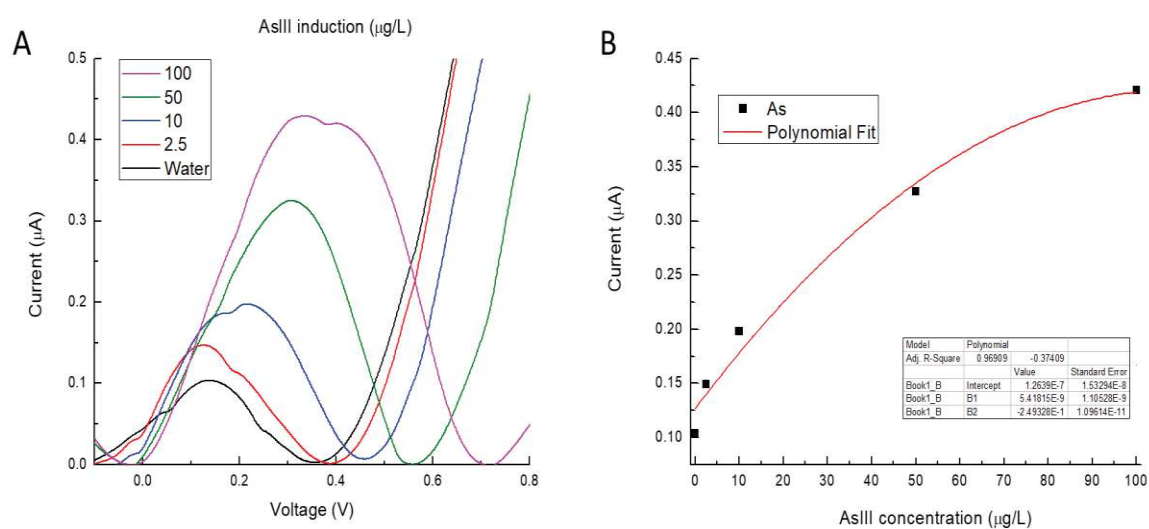 A
AsIII induction (μg/L)
100
50
10
2.5
Water
0.5
0.4
0.3
0.2
0.1
0.0
0.0 0.2 0.4 0.6 0.8
Current (μA)
Voltage (V)
B
As
Polynomial Fit
0.45
0.40
0.35
0.30
0.25
0.20
0.15
0.10
0 10 20 30 40 50 60 70 80 90 100
Current (μA)
AsIII concentration (μg/L)
Model Polynomial
Adj. R-Square 0.96909 -0.37409
Value Standard Error
Book1_B Intercept 1.2639E-7 1.53294E-8
Book1_B B1 5.41815E-9 1.10528E-9
Book1_B B2 -2.49328E-1 1.09614E-11